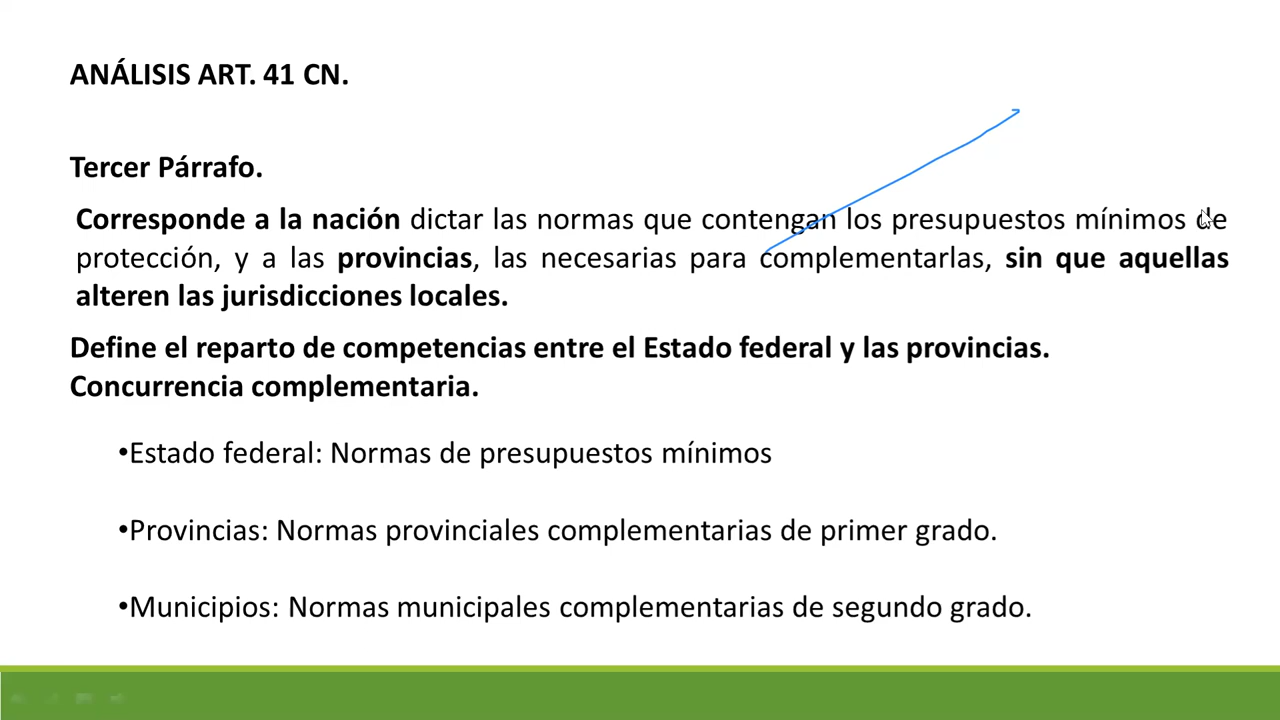 ANÁLISIS ART. 41 CN.
Tercer Párrafo.
Corresponde a la nación dictar las normas que contengan los presupuestos mínimos de
protección, y a las provincias, las necesarias para complementarlas, sin que aquellas
alteren las jurisdicciones locales.
Define el reparto de competencias entre el Estado federal y las provincias.
Concurrencia complementaria.
•Estado federal: Normas de presupuestos mínimos
•Provincias: Normas provinciales complementarias de primer grado.
•Municipios: Normas municipales complementarias de segundo grado.